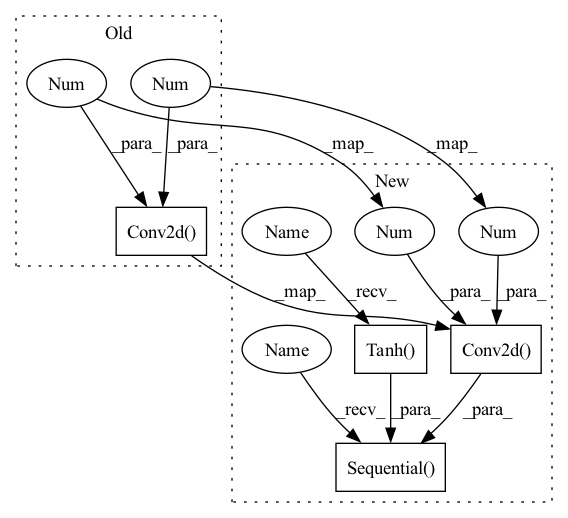 Old
Num Num
_para_ _para_ _map_ _map_
New
Conv2d() Name Num Num
_map_ _recv_ _para_ _para_
Name Tanh() Conv2d()
_recv_ _para_ _para_
Sequential()